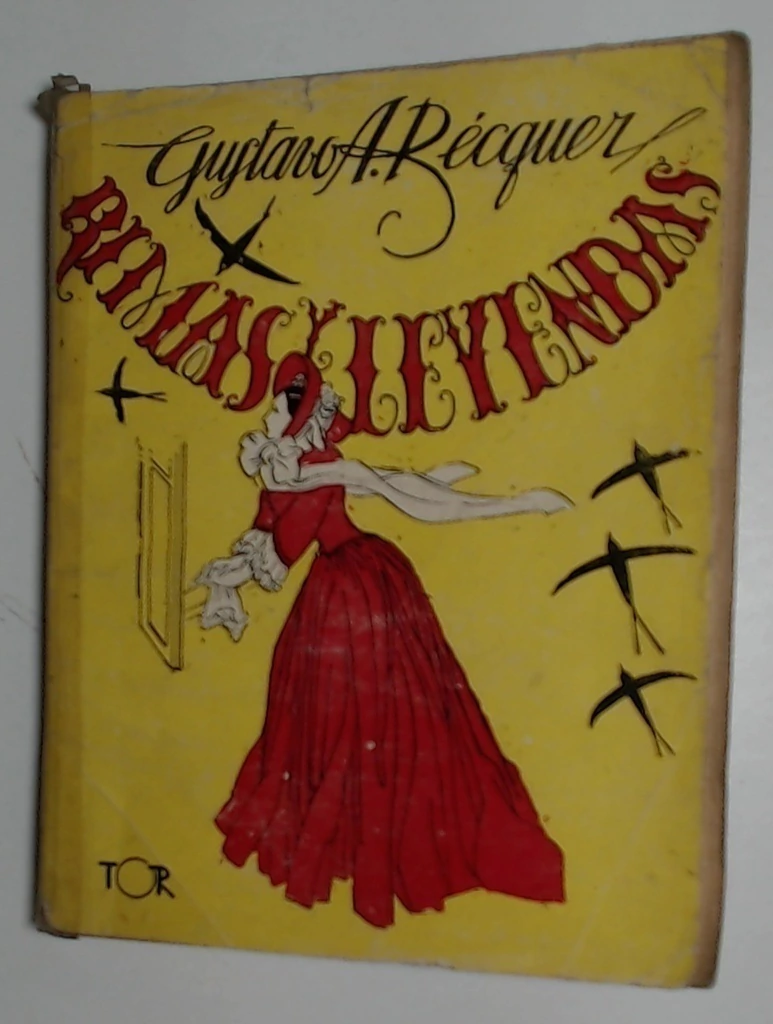 Gustavo A. Bécquer
RIMAS Y LEYENDAS
TOR